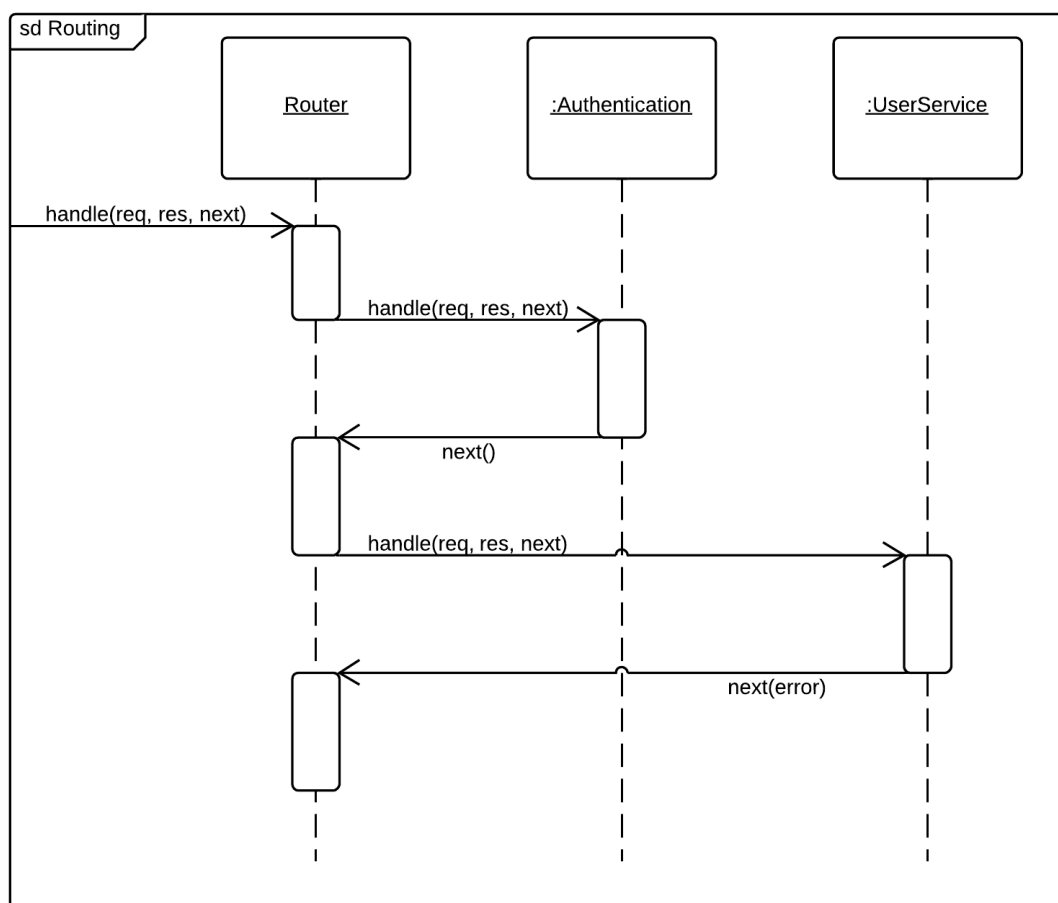 sd Routing
Router
:Authentication
:UserService
handle(req, res, next)
handle(req, res, next)
next()
handle(req, res, next)
next(error)